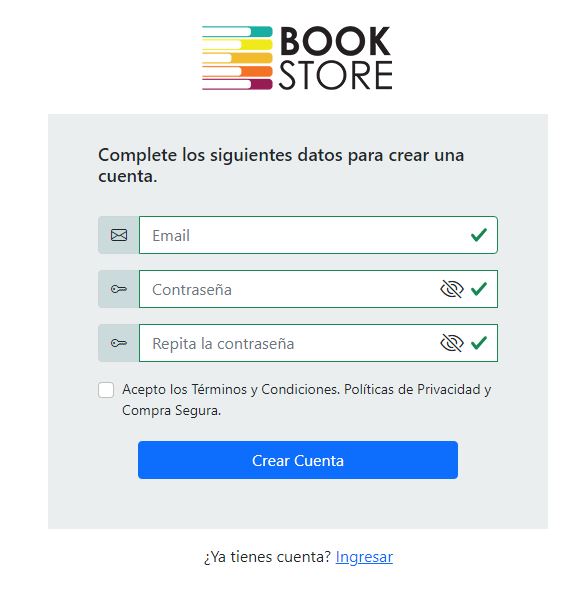 BOOK
STORE
Complete los siguientes datos para crear una
cuenta.
Email
Contraseña
Repita la contraseña
Acepto los Términos y Condiciones. Políticas de Privacidad y
Compra Segura.
Crear Cuenta
¿Ya tienes cuenta? Ingresar